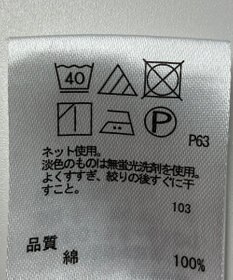 40
P P63
ネット使用。
淡色のものは無蛍光洗剤を使用。
よくすすぎ、絞りの後すぐに干
すこと。
103
品質
綿 100%